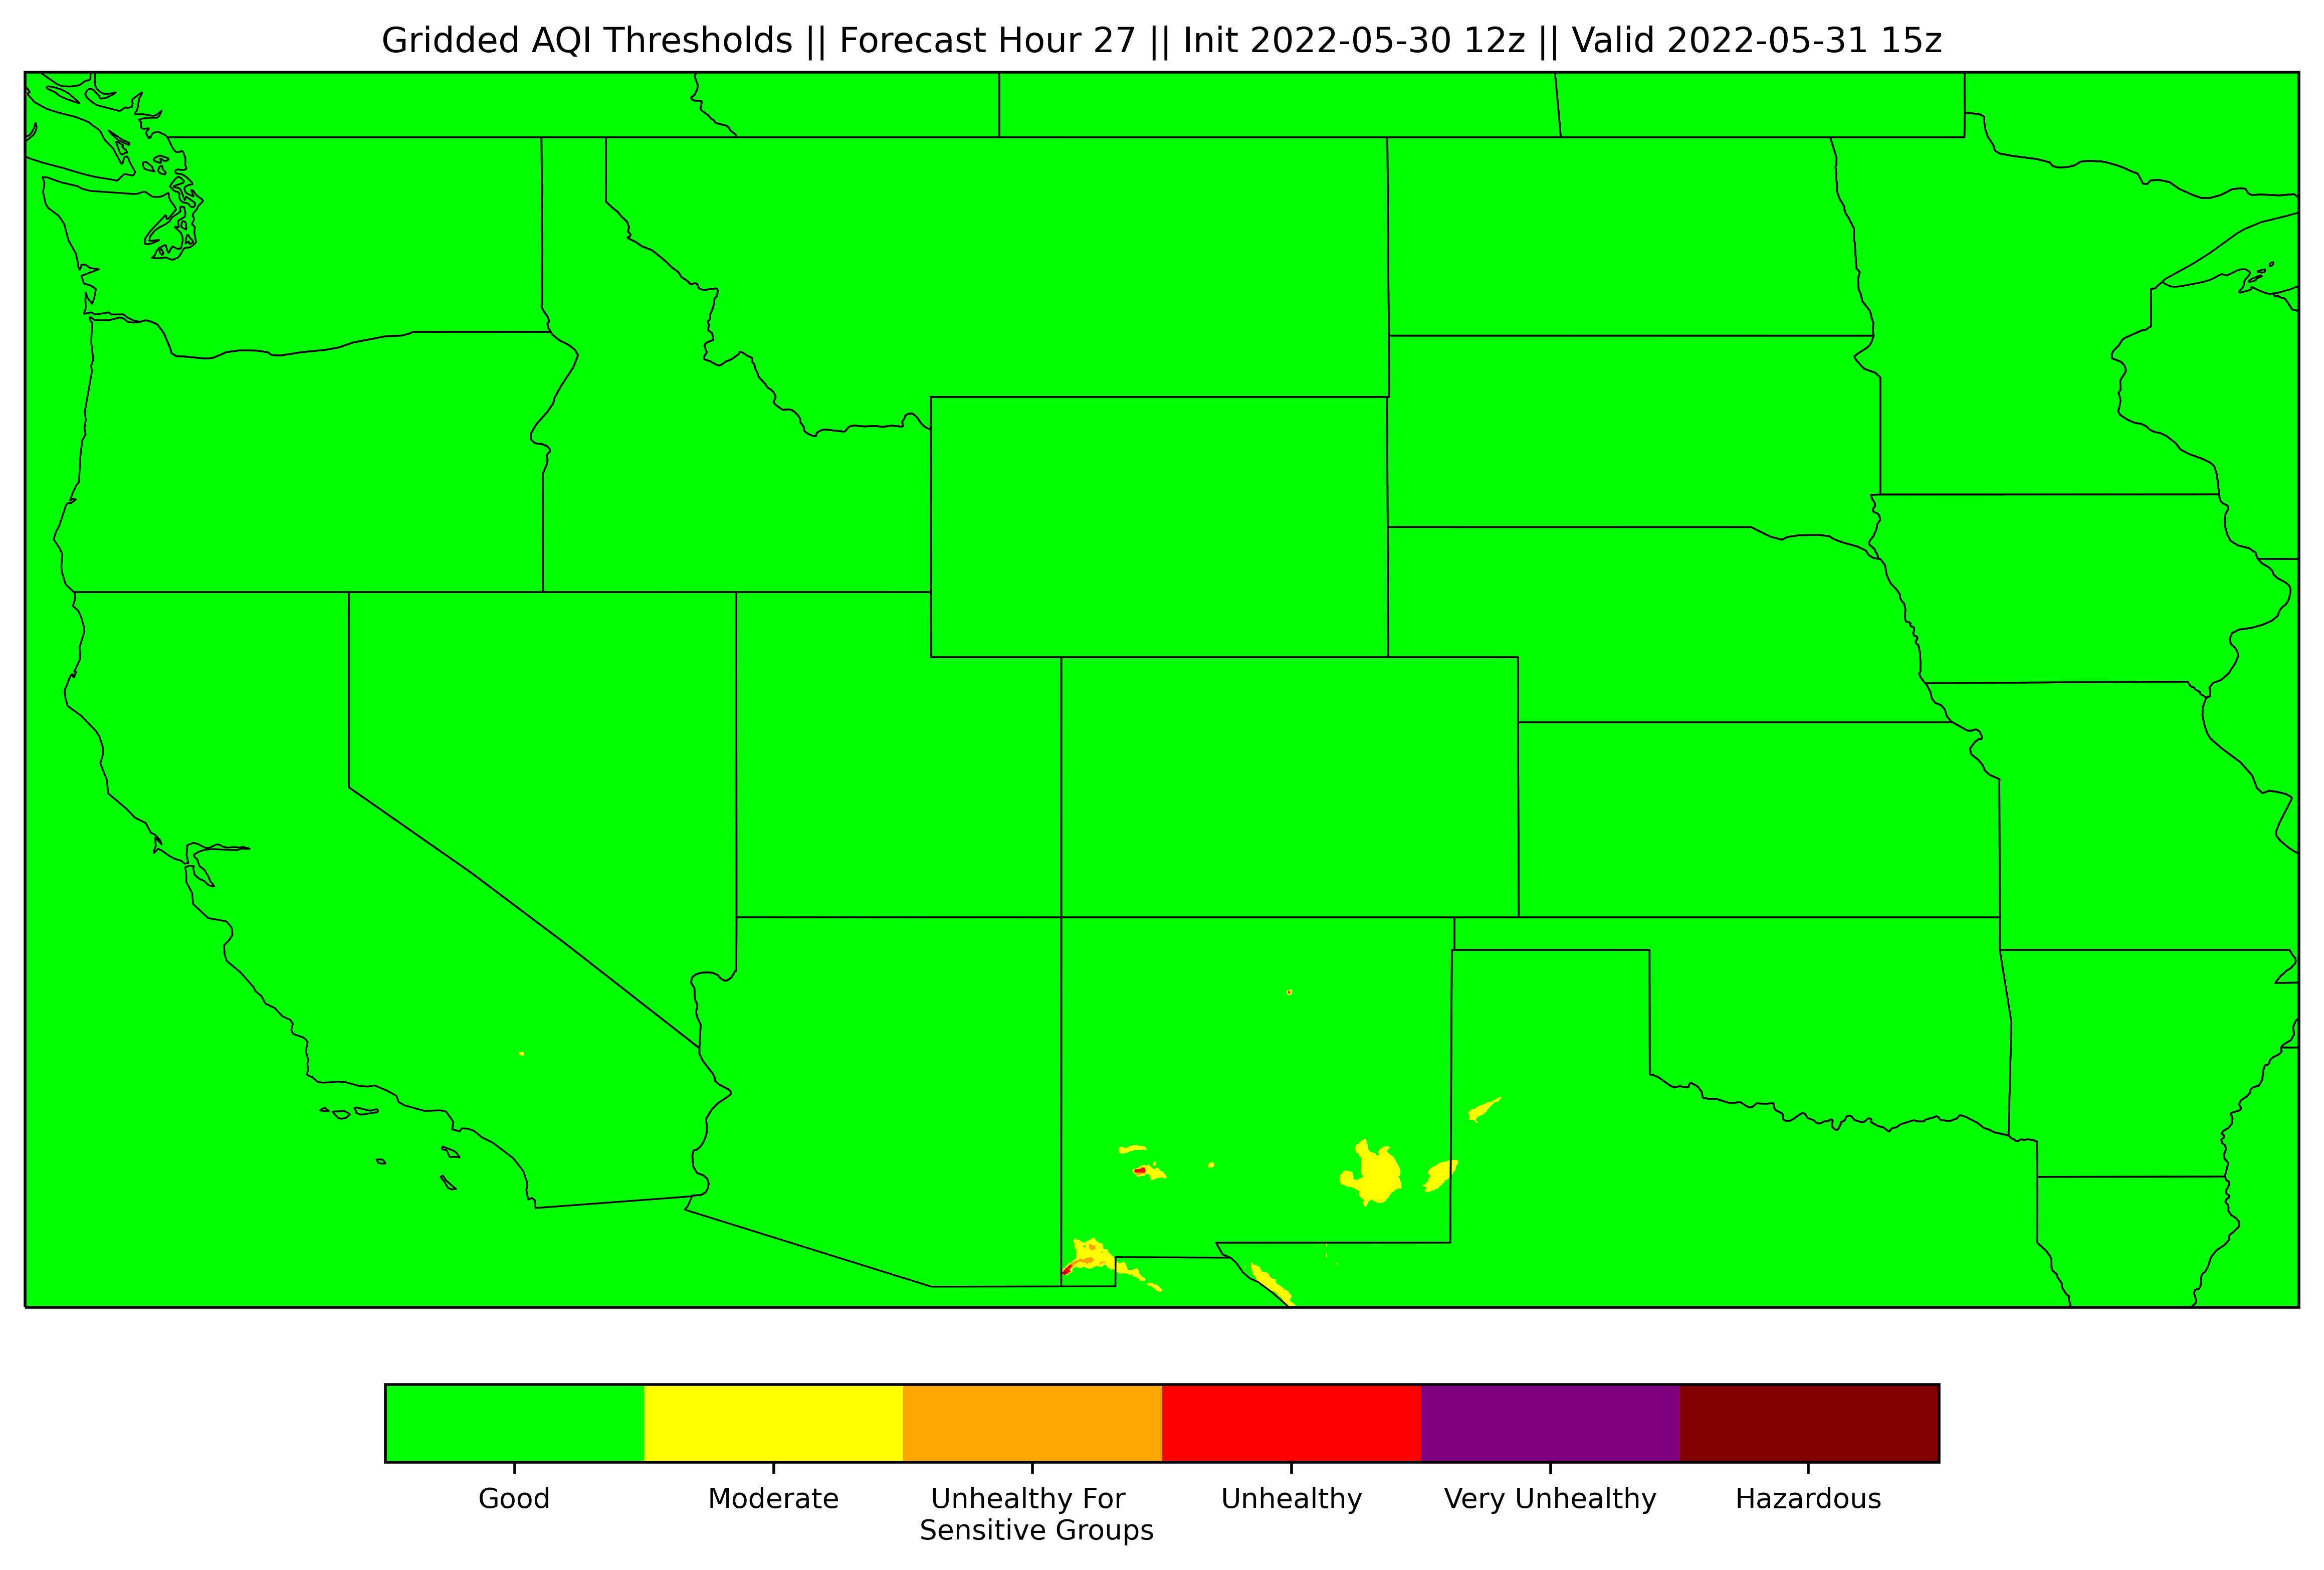 Gridded AQI Thresholds || Forecast Hour 27 || Init 2022-05-30 12z || Valid 2022-05-31 15z
Good
Moderate
Unhealthy For
Sensitive Groups
Unhealthy
Very Unhealthy
Hazardous